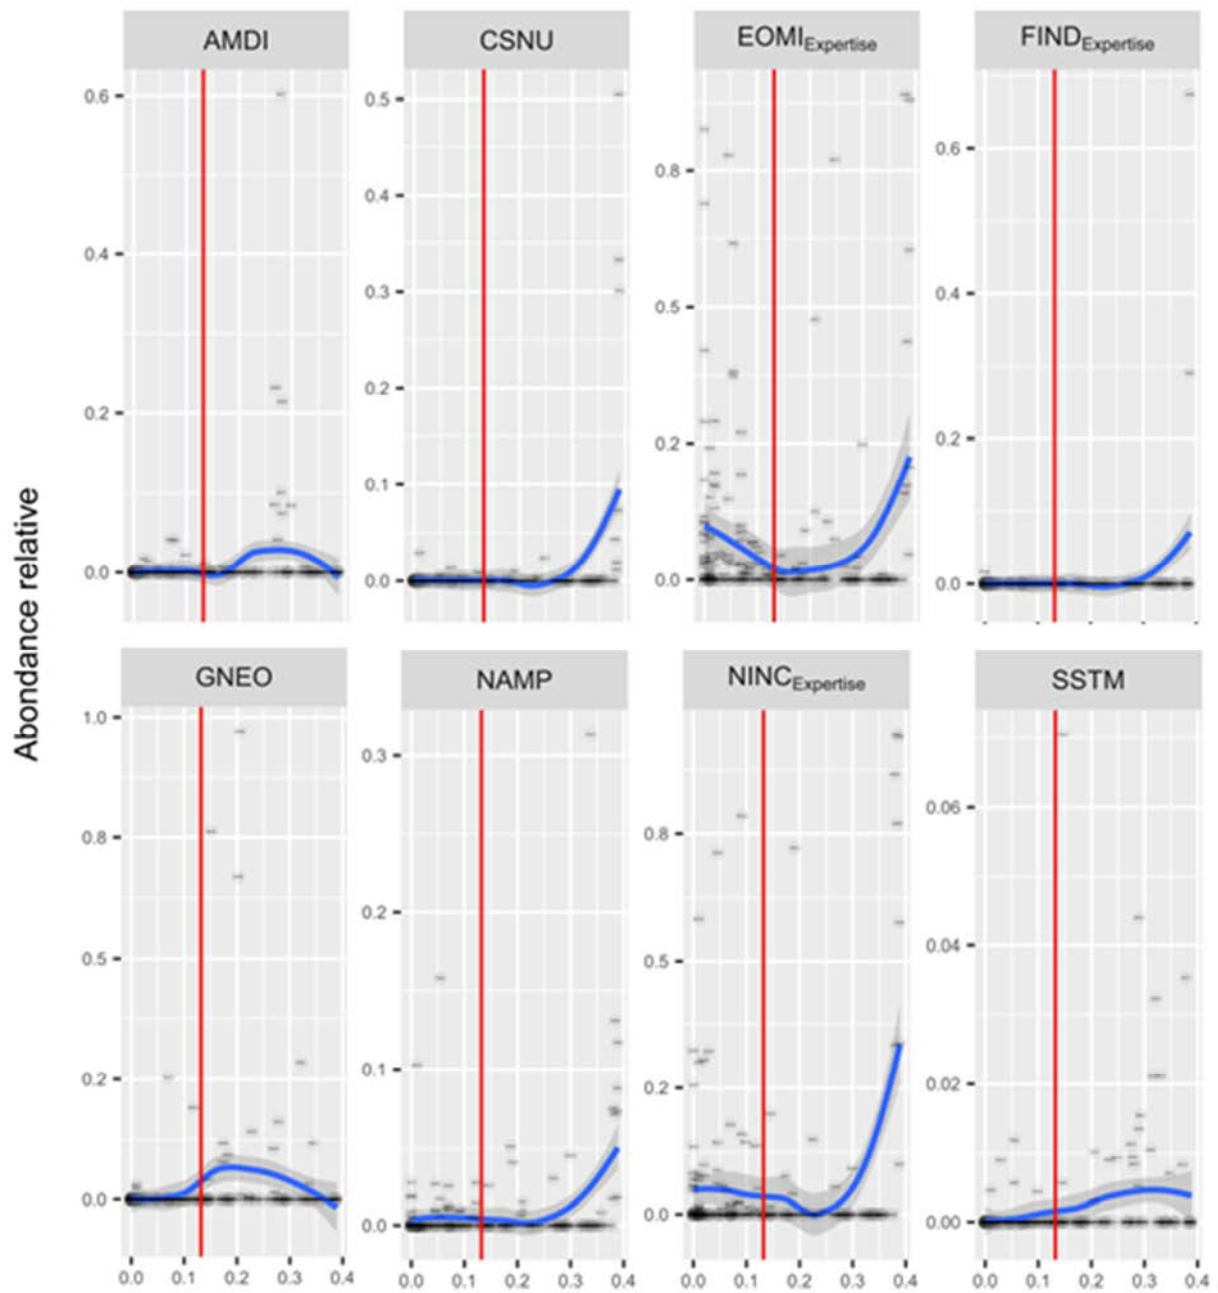 AMDI CSNU EOMI_Expertise FIND_Expertise
0.6 0.5 0.8 0.6
0.4 0.4 0.5 0.4
0.2 0.3 0.2 0.2
0.0 0.2 0.0 0.0
0.1
0.0
Abondance relative
GNEO NAMP NINC_Expertise SSTM
1.0 0.3 0.8 0.06
0.8 0.2 0.5 0.04
0.5 0.1 0.2 0.02
0.2 0.0 0.0 0.00
0.0
0.0 0.1 0.2 0.3 0.4 0.0 0.1 0.2 0.3 0.4 0.0 0.1 0.2 0.3 0.4 0.0 0.1 0.2 0.3 0.4